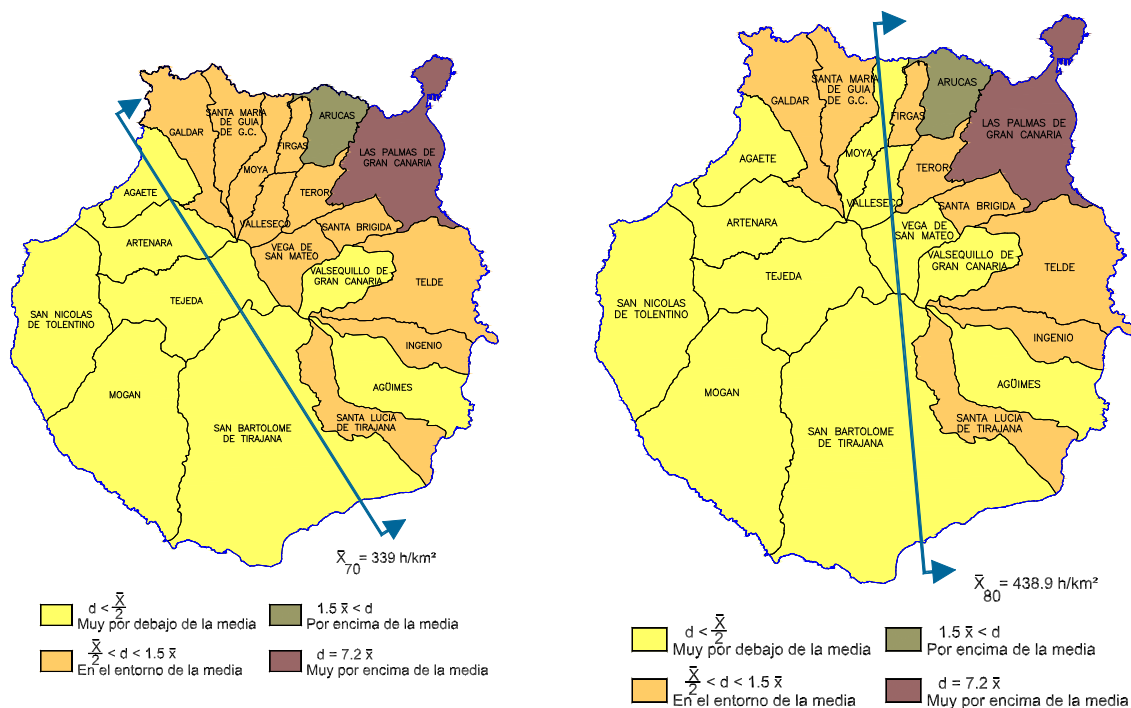 GALDAR
SANTA MARIA
DE GUIA
DE G.C.
ARUCAS
FIRGAS
LAS PALMAS DE
GRAN CANARIA
MOYA
AGAETE
TEROR
VALLESECO
SANTA BRIGIDA
ARTENARA
VEGA DE
SAN MATEO
VALSEQUILLO DE
GRAN CANARIA
TELDE
TEJEDA
SAN NICOLAS
DE TOLENTINO
INGENIO
AGÜIMES
MOGAN
SANTA LUCIA
DE TIRAJANA
SAN BARTOLOME
DE TIRAJANA
X̄70 = 339 h/km²
d < X̄/2
Muy por debajo de la media
1.5 x̄ < d
Por encima de la media
X̄/2 < d < 1.5 x̄
En el entorno de la media
d = 7.2 x̄
Muy por encima de la media
SANTA MARIA
DE GUIA
DE G.C.
GALDAR
ARUCAS
FIRGAS
LAS PALMAS DE
GRAN CANARIA
MOYA
AGAETE
TEROR
VALLESECO
SANTA BRIGIDA
ARTENARA
VEGA DE
SAN MATEO
VALSEQUILLO DE
GRAN CANARIA
TELDE
TEJEDA
SAN NICOLAS
DE TOLENTINO
INGENIO
AGÜIMES
MOGAN
SANTA LUCIA
DE TIRAJANA
SAN BARTOLOME
DE TIRAJANA
X̄80 = 438.9 h/km²
d < X̄/2
Muy por debajo de la media
1.5 x̄ < d
Por encima de la media
X̄/2 < d < 1.5 x̄
En el entorno de la media
d = 7.2 x̄
Muy por encima de la media